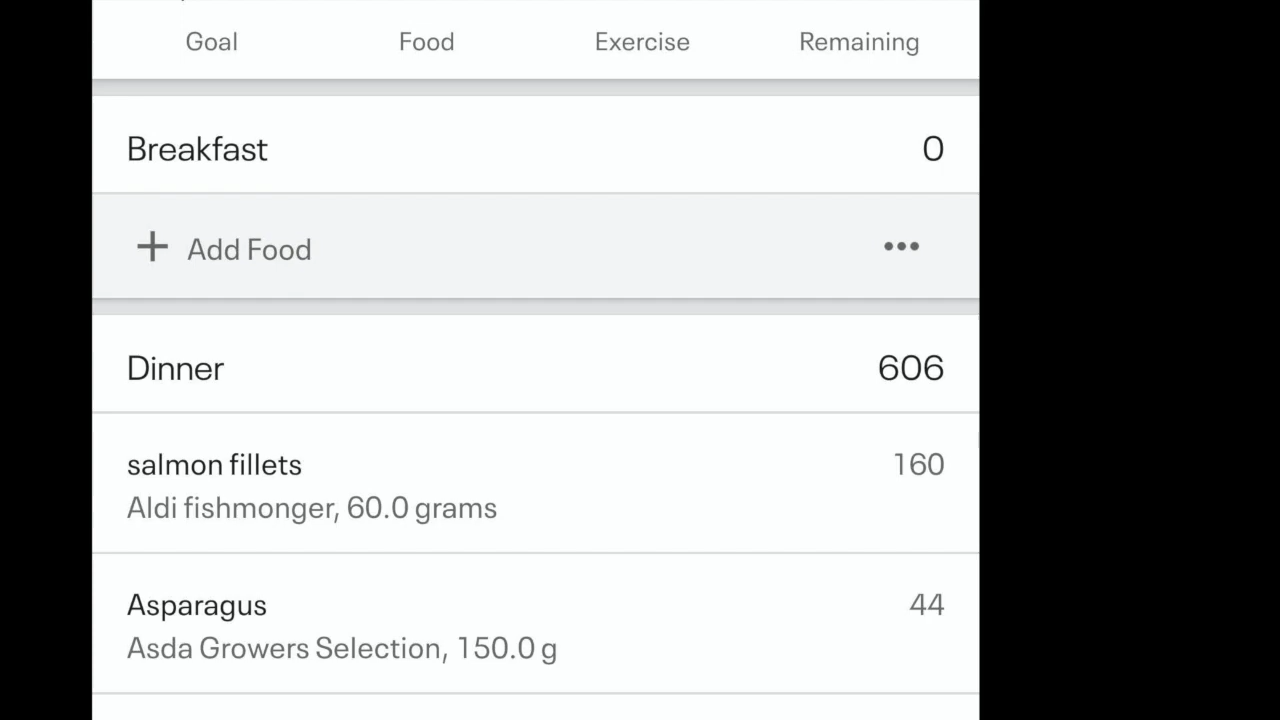 Goal Food Exercise Remaining
Breakfast 0
+ Add Food •••
Dinner 606
salmon fillets 160
Aldi fishmonger, 60.0 grams
Asparagus 44
Asda Growers Selection, 150.0 g